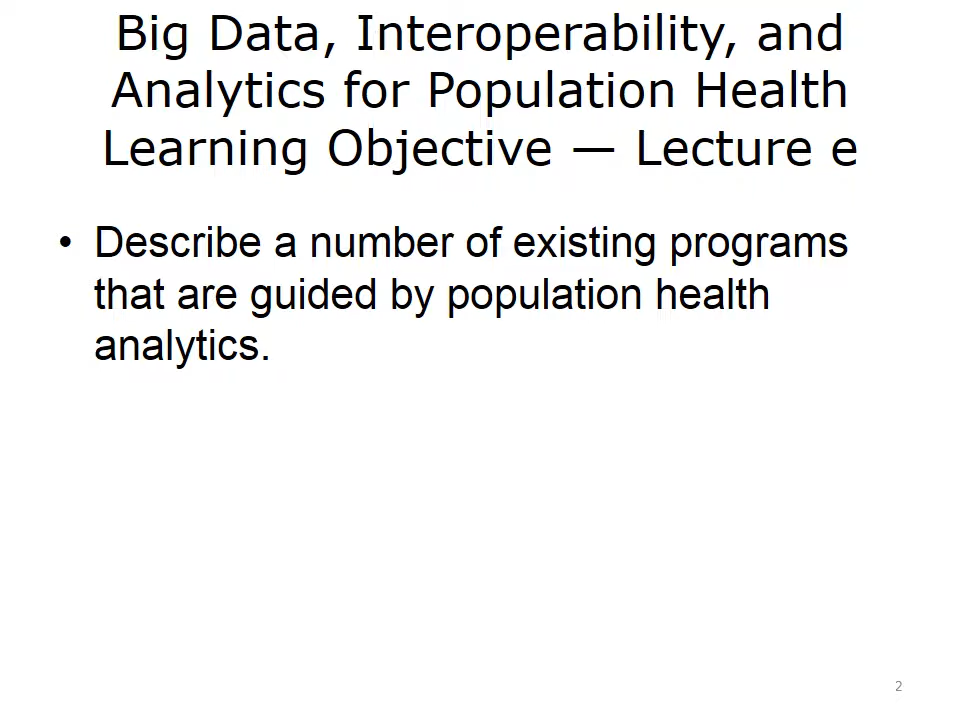 Big Data, Interoperability, and
Analytics for Population Health
Learning Objective — Lecture e
• Describe a number of existing programs
that are guided by population health
analytics.
2